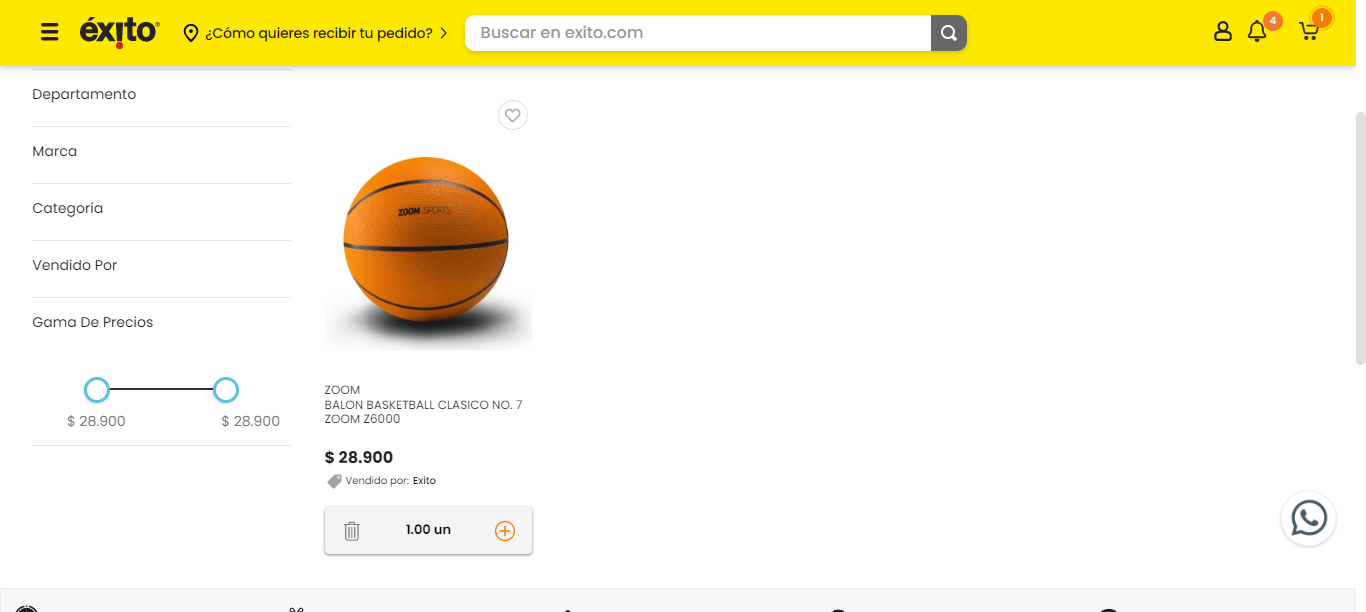 éxito
¿Cómo quieres recibir tu pedido?
Buscar en exito.com
4
1
Departamento
Marca
Categoría
Vendido Por
Gama De Precios
$ 28.900
$ 28.900
ZOOM SPORTS
ZOOM
BALON BASKETBALL CLASICO NO. 7
ZOOM Z6000
$ 28.900
Vendido por: Exito
1.00 un